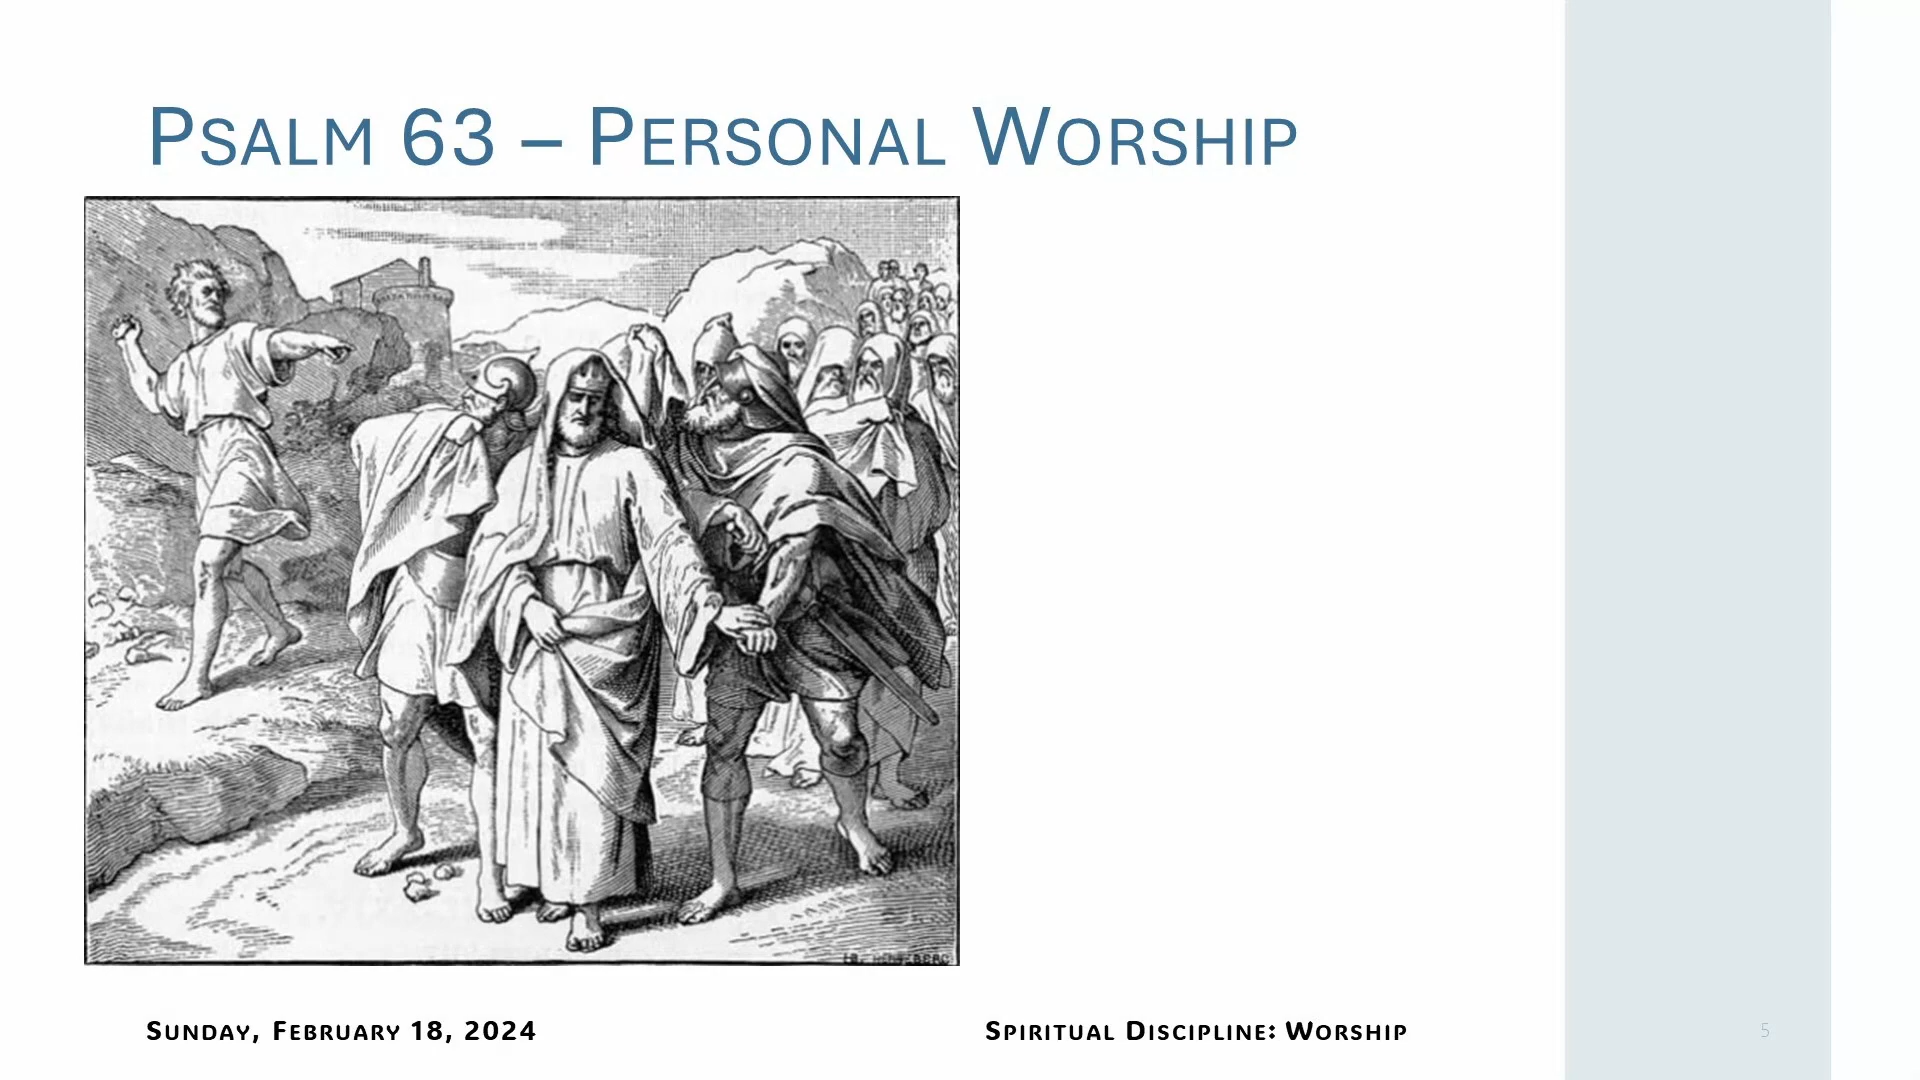 Psalm 63 – Personal Worship
Sunday, February 18, 2024
Spiritual Discipline: Worship
5